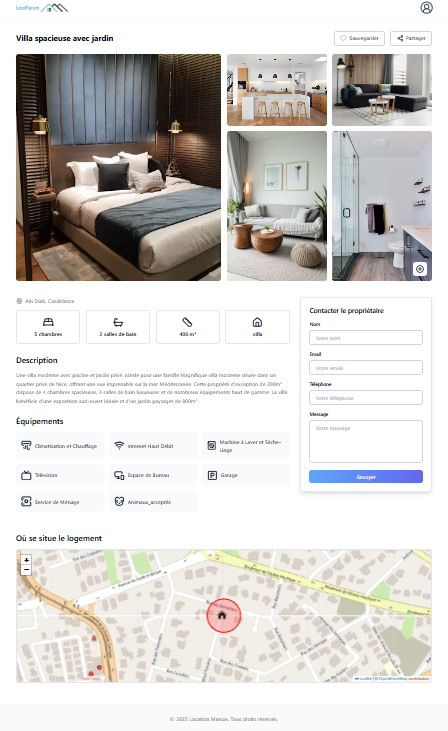 LocaMaison
Villa spacieuse avec jardin
Sauvegarder
Partager
Ain Diab, Casablanca
5 chambres
2 salles de bain
400 m²
villa
Description
Une villa moderne avec piscine et jardin privé, idéale pour une famille Magnifique villa moderne située dans un
quartier prisé de Nice, offrant une vue imprenable sur la mer Méditerranée. Cette propriété d'exception de 200m²
dispose de 4 chambres spacieuses, 3 salles de bain luxueuses et de nombreux équipements haut de gamme. La villa
bénéficie d'une exposition sud-ouest idéale et d'un jardin paysager de 800m².
Équipements
Climatisation et Chauffage
Internet Haut Débit
Machine à Laver et Sèche-
Linge
Télévision
Espace de Bureau
Garage
Service de Ménage
Animaux_acceptés
Contacter le propriétaire
Nom
Votre nom
Email
Votre email
Téléphone
Votre téléphone
Message
Votre message
Envoyer
Où se situe le logement
+
−
Leaflet | © OpenStreetMap contributors
© 2025 Location Maison. Tous droits réservés.